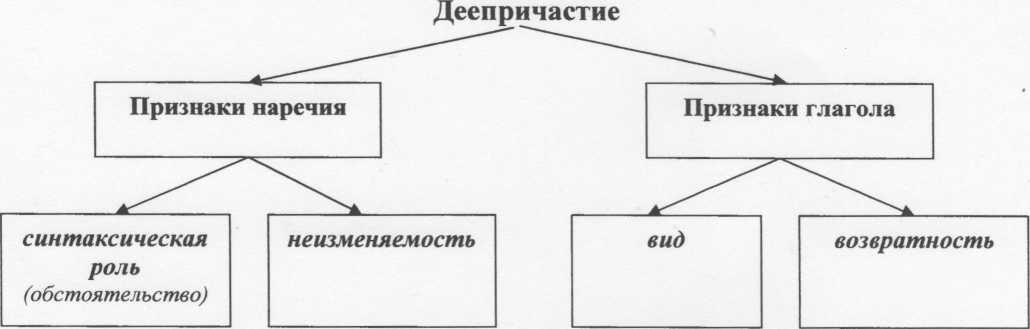 Деепричастие
Признаки наречия
Признаки глагола
синтаксическая
роль
(обстоятельство)
неизменяемость
вид
возвратность